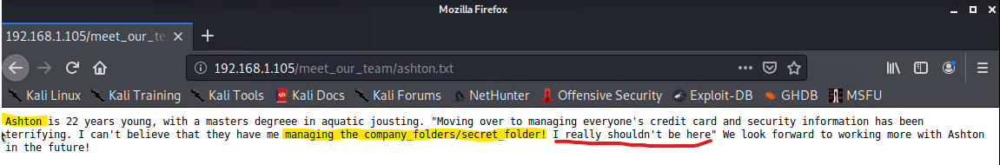 Mozilla Firefox
192.168.1.105/meet_our_te
192.168.1.105/meet_our_team/ashton.txt
Kali Linux Kali Training Kali Tools Kali Docs Kali Forums NetHunter Offensive Security Exploit-DB GHDB MSFU
Ashton is 22 years young, with a masters degreee in aquatic jousting. "Moving over to managing everyone's credit card and security information has been
terrifying. I can't believe that they have me managing the company_folders/secret_folder! I really shouldn't be here" We look forward to working more with Ashton
in the future!